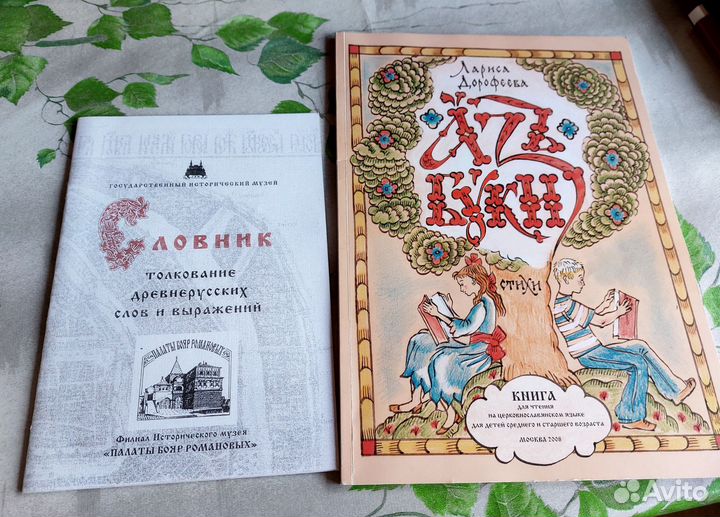 ГОСУДАРСТВЕННЫЙ ИСТОРИЧЕСКИЙ МУЗЕЙ
СЛОВНИК
ТОЛКОВАНИЕ
ДРЕВНЕРУССКИХ
СЛОВ И ВЫРАЖЕНИЙ
ПАЛАТЫ БОЯР РОМАНОВЫХ
Филиал Исторического музея
«ПАЛАТЫ БОЯР РОМАНОВЫХ»
Лариса
Дорофеева
АЗЪ
БУКИ
СТИХИ
КНИГА
для чтения
на церковнославянском языке
для детей среднего и старшего возраста
МОСКВА 2008
Avito